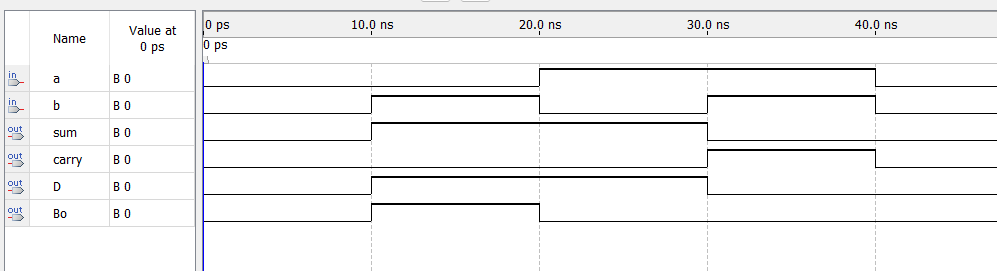 Name Value at 0 ps
0 ps 10.0 ns 20.0 ns 30.0 ns 40.0 ns
0 ps
in a B 0
in b B 0
out sum B 0
out carry B 0
out D B 0
out Bo B 0